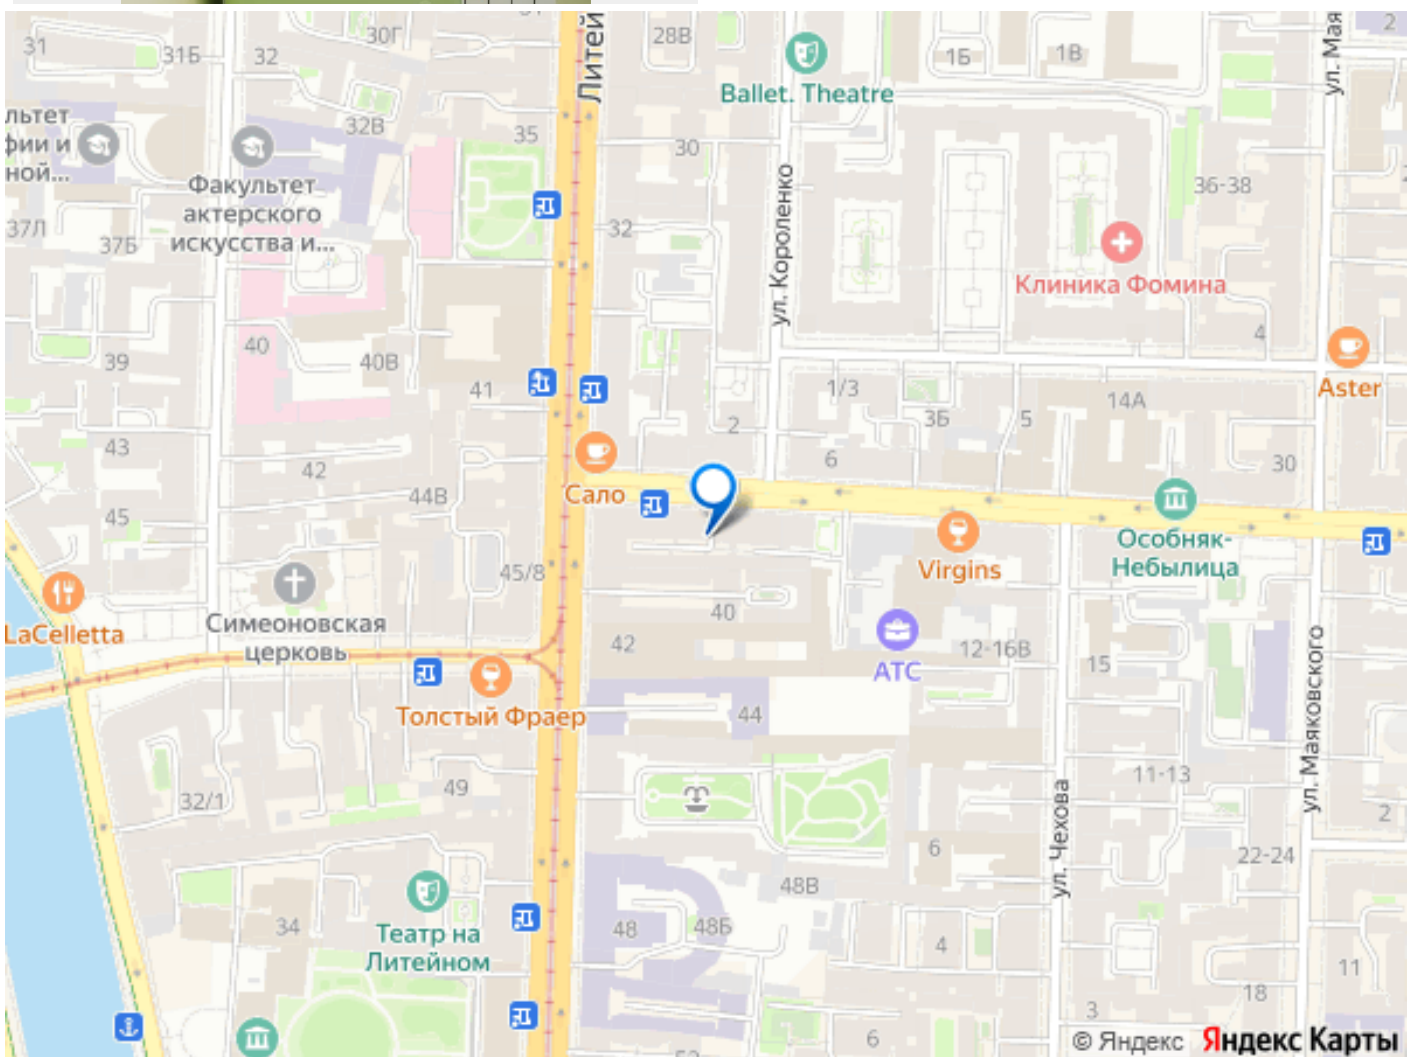 31
31Б
32
30Г
Литей
28В
Ballet. Theatre
1Б
1В
ул. Мая
2
льтет
фии и
ной...
32В
35
Факультет
актерского
искусства и...
37Л
37Б
30
32
ул. Короленко
36-38
Клиника Фомина
4
39
40
40В
41
Aster
1/3
3Б
5
14А
2
6
30
43
42
44В
45
Сало
Virgins
Особняк-
Небылица
45/8
40
LaCelletta
Симеоновская
церковь
42
АТС
12-16В
15
Толстый Фраер
44
ул. Маяковского
11-13
49
32/1
ул. Чехова
6
2
22-24
48В
34
Театр на
Литейном
48
48Б
4
11
18
3
6
© Яндекс Яндекс Карты